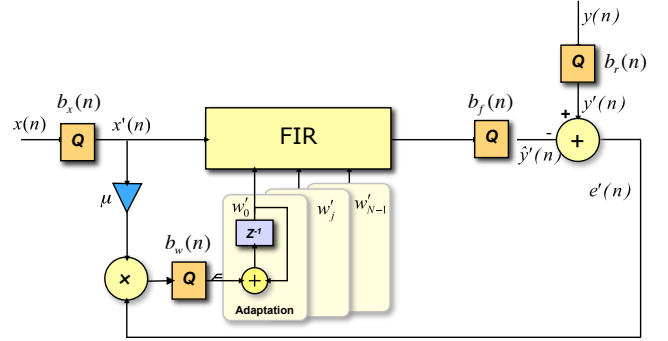 y(n)
Q
b_r(n)
b_x(n)
b_f(n)
x(n)
Q
x'(n)
FIR
Q
+
y'(n)
-
+
ŷ'(n)
e'(n)
μ
w'_0
w'_j
w'_{N-1}
b_w(n)
Z⁻¹
×
Q
+
Adaptation